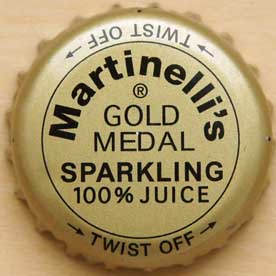 ← TWIST OFF →
Martinelli's
®
GOLD
MEDAL
SPARKLING
100% JUICE
→ TWIST OFF →